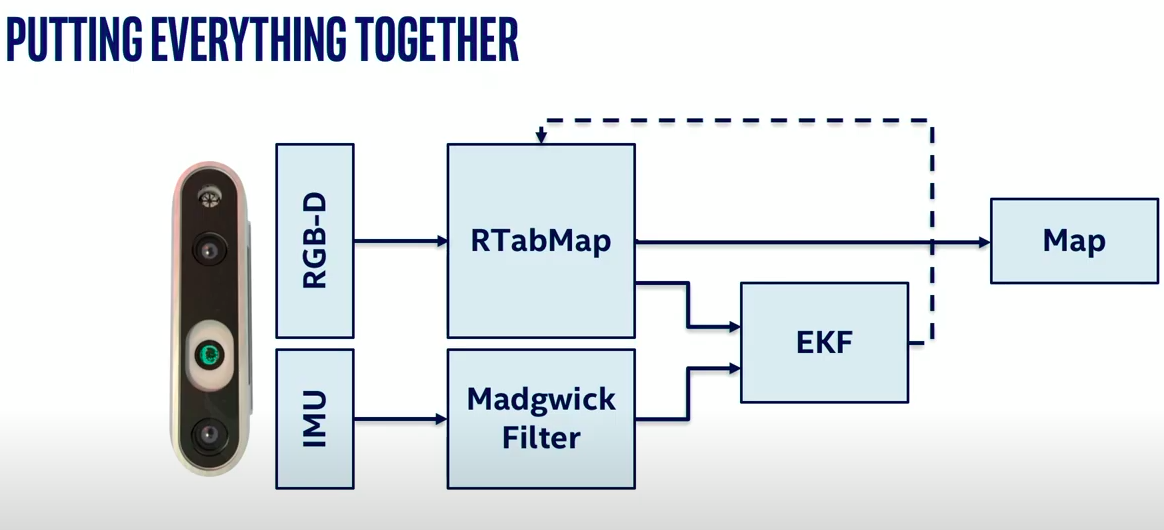 PUTTING EVERYTHING TOGETHER
RGB-D
RTabMap
Map
EKF
IMU
Madgwick
Filter